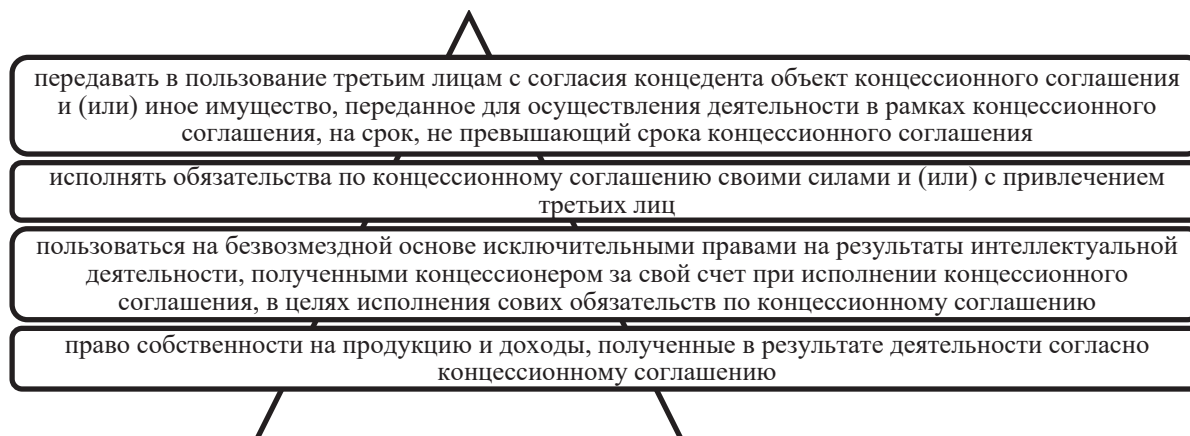 передавать в пользование третьим лицам с согласия концедента объект концессионного соглашения
и (или) иное имущество, переданное для осуществления деятельности в рамках концессионного
соглашения, на срок, не превышающий срока концессионного соглашения
исполнять обязательства по концессионному соглашению своими силами и (или) с привлечением
третьих лиц
пользоваться на безвозмездной основе исключительными правами на результаты интеллектуальной
деятельности, полученными концессионером за свой счет при исполнении концессионного
соглашения, в целях исполнения сових обязательств по концессионному соглашению
право собственности на продукцию и доходы, полученные в результате деятельности согласно
концессионному соглашению